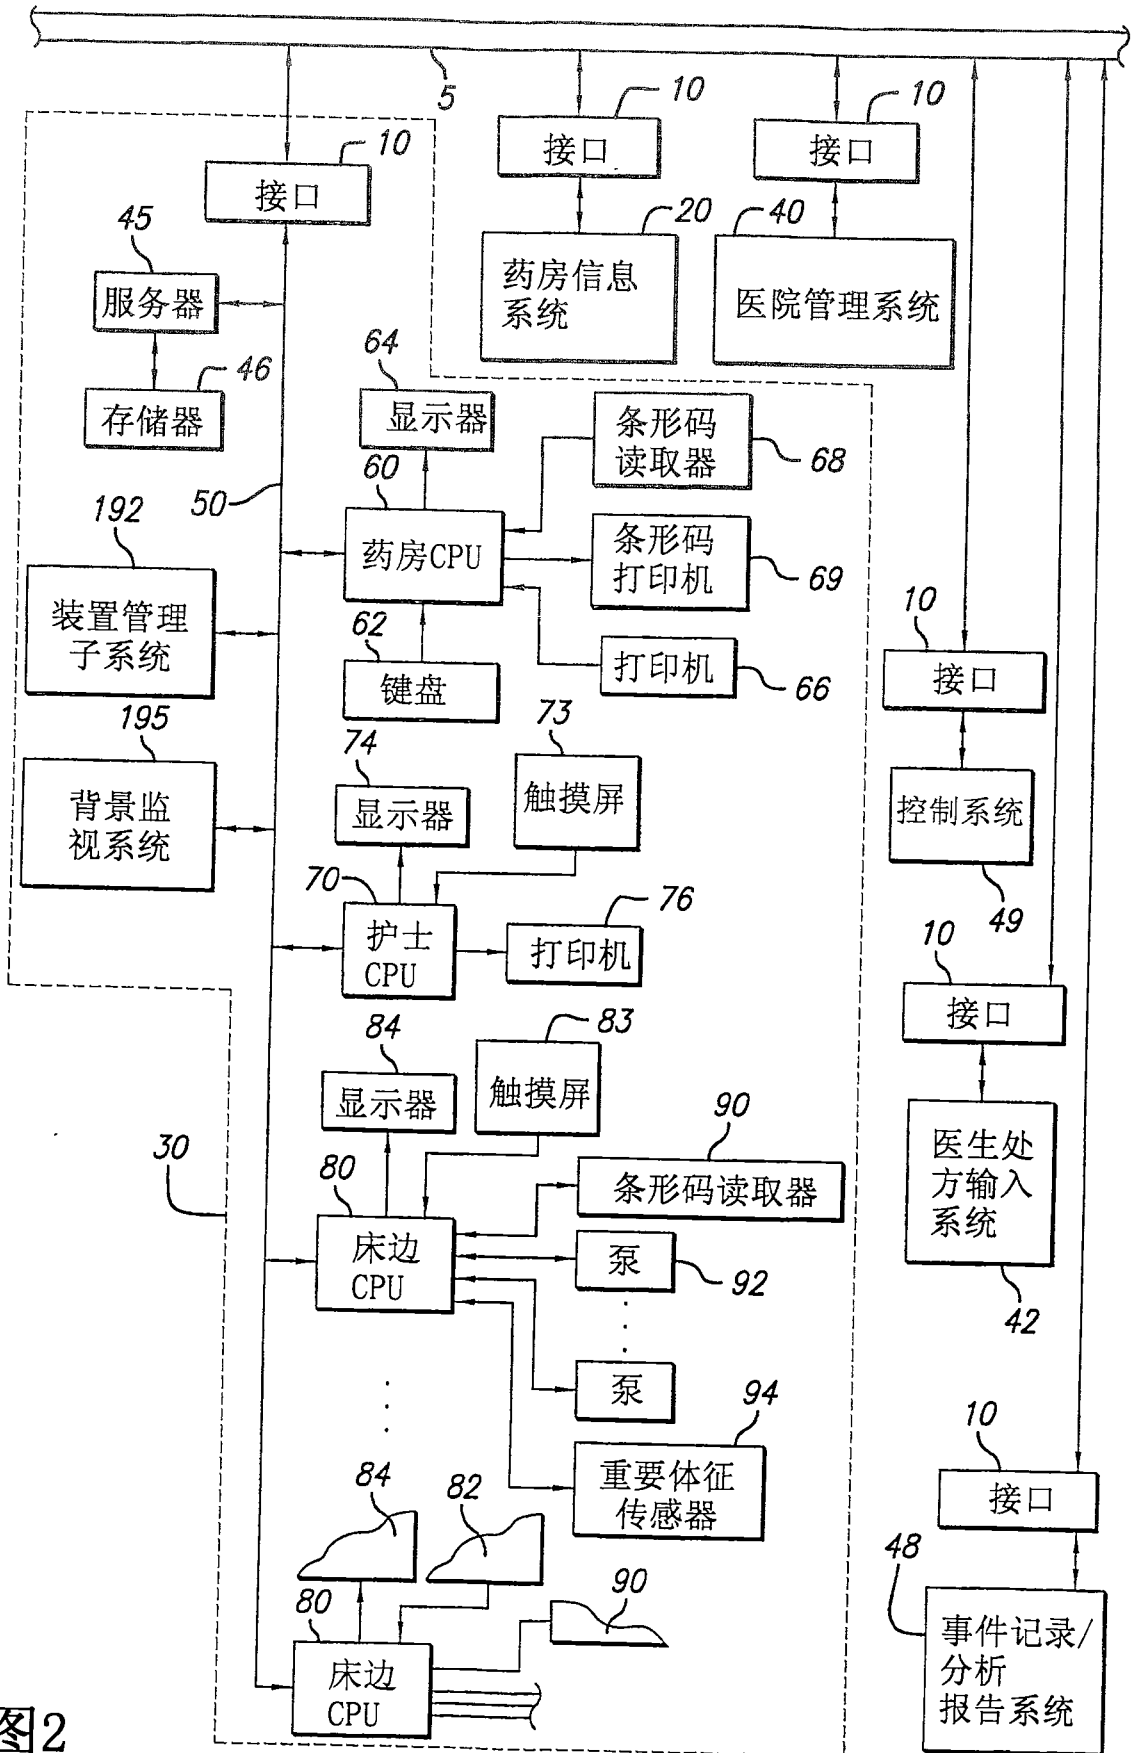 5
10
接口
10
接口
10
接口
45
服务器
46
存储器
20
药房信息
系统
40
医院管理系统
64
显示器
条形码
读取器
68
60
药房CPU
50
条形码
打印机
69
192
装置管理
子系统
62
键盘
打印机
66
10
接口
195
背景监
视系统
74
显示器
73
触摸屏
控制系统
49
70
护士
CPU
76
打印机
10
接口
84
显示器
83
触摸屏
90
条形码读取器
医生处
方输入
系统
42
30
80
床边
CPU
泵
92
泵
94
重要体征
传感器
10
接口
84
82
90
80
床边
CPU
48
事件记录/
分析
报告系统
图2